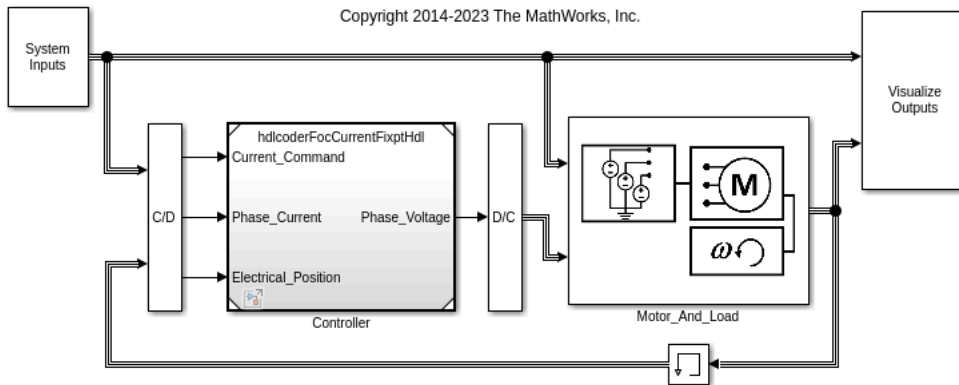 Copyright 2014-2023 The MathWorks, Inc.
System
Inputs
Visualize
Outputs
C/D
hdlcoderFocCurrentFixptHdl
Current_Command
Phase_Current
Phase_Voltage
Electrical_Position
Controller
D/C
M
ω
Motor_And_Load